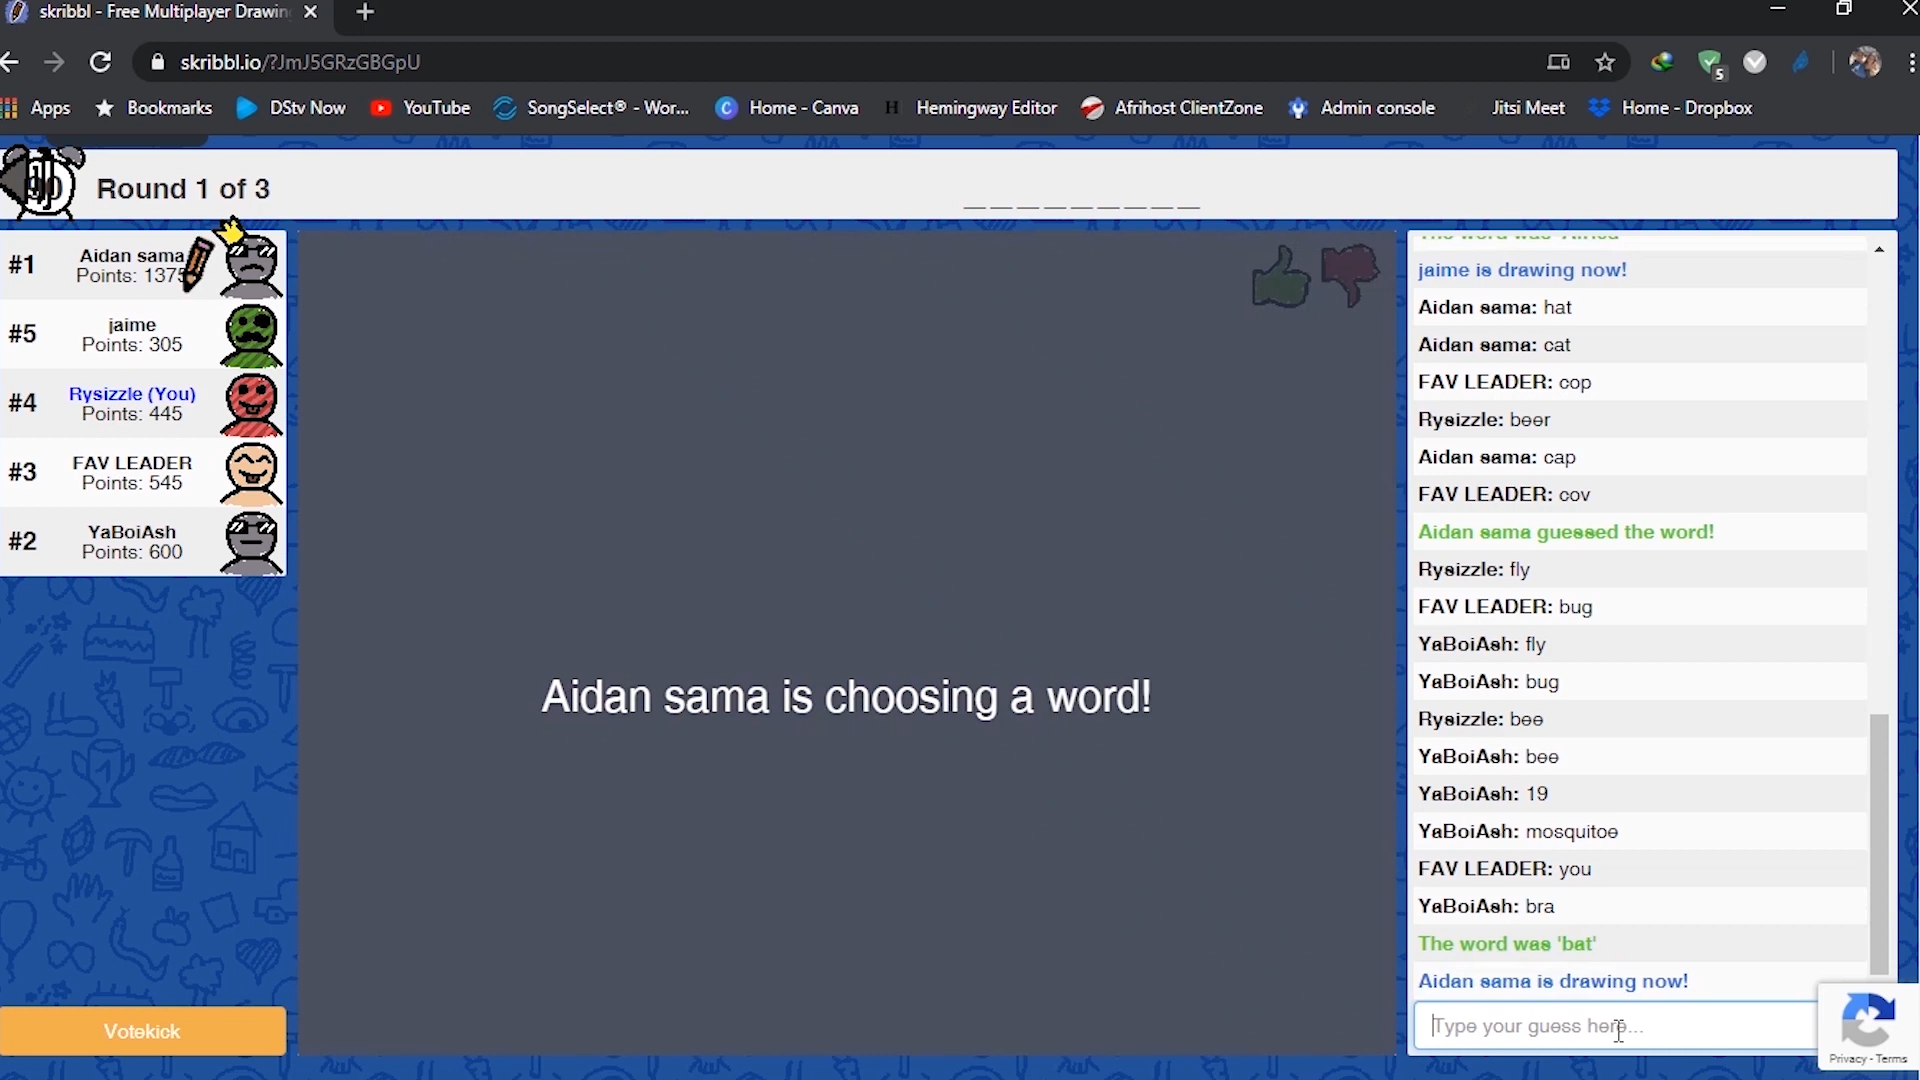 skribbl - Free Multiplayer Drawin
skribbl.io/?JmJ5GRzGBGpU
5
Apps
Bookmarks
DStv Now
YouTube
SongSelect® - Wor...
Home - Canva
H Hemingway Editor
Afrihost ClientZone
Admin console
Jitsi Meet
Home - Dropbox
Round 1 of 3
_ _ _ _ _ _ _ _ _
#1
Aidan sama
Points: 1375
#5
jaime
Points: 305
#4
Rysizzle (You)
Points: 445
#3
FAV LEADER
Points: 545
#2
YaBoiAsh
Points: 600
Votekick
Aidan sama is choosing a word!
The word was 'Africa'
jaime is drawing now!
Aidan sama: hat
Aidan sama: cat
FAV LEADER: cop
Rysizzle: beer
Aidan sama: cap
FAV LEADER: cov
Aidan sama guessed the word!
Rysizzle: fly
FAV LEADER: bug
YaBoiAsh: fly
YaBoiAsh: bug
Rysizzle: bee
YaBoiAsh: bee
YaBoiAsh: 19
YaBoiAsh: mosquitoe
FAV LEADER: you
YaBoiAsh: bra
The word was 'bat'
Aidan sama is drawing now!
Type your guess here...
Privacy - Terms